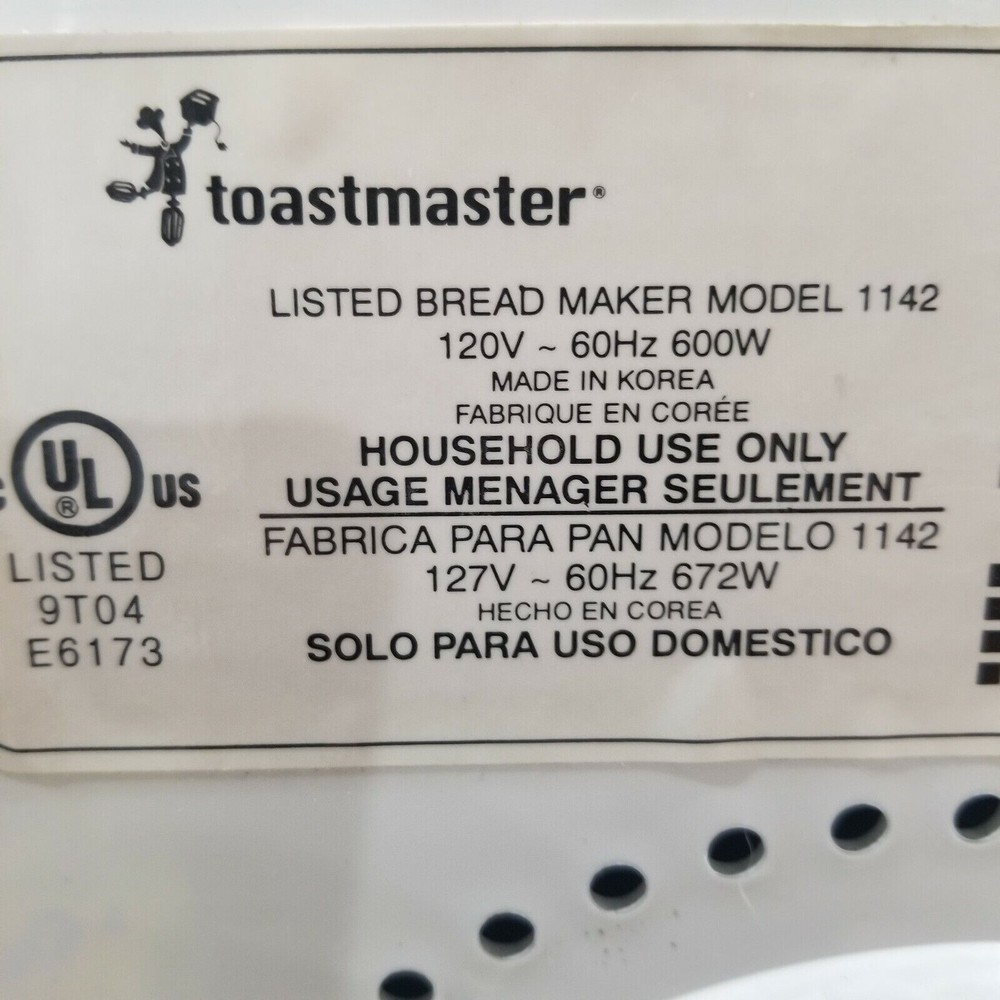 toastmaster®
LISTED BREAD MAKER MODEL 1142
120V ~ 60Hz 600W
MADE IN KOREA
FABRIQUE EN CORÉE
HOUSEHOLD USE ONLY
USAGE MENAGER SEULEMENT
FABRICA PARA PAN MODELO 1142
127V ~ 60Hz 672W
HECHO EN COREA
SOLO PARA USO DOMESTICO
C UL® US
LISTED
9T04
E6173